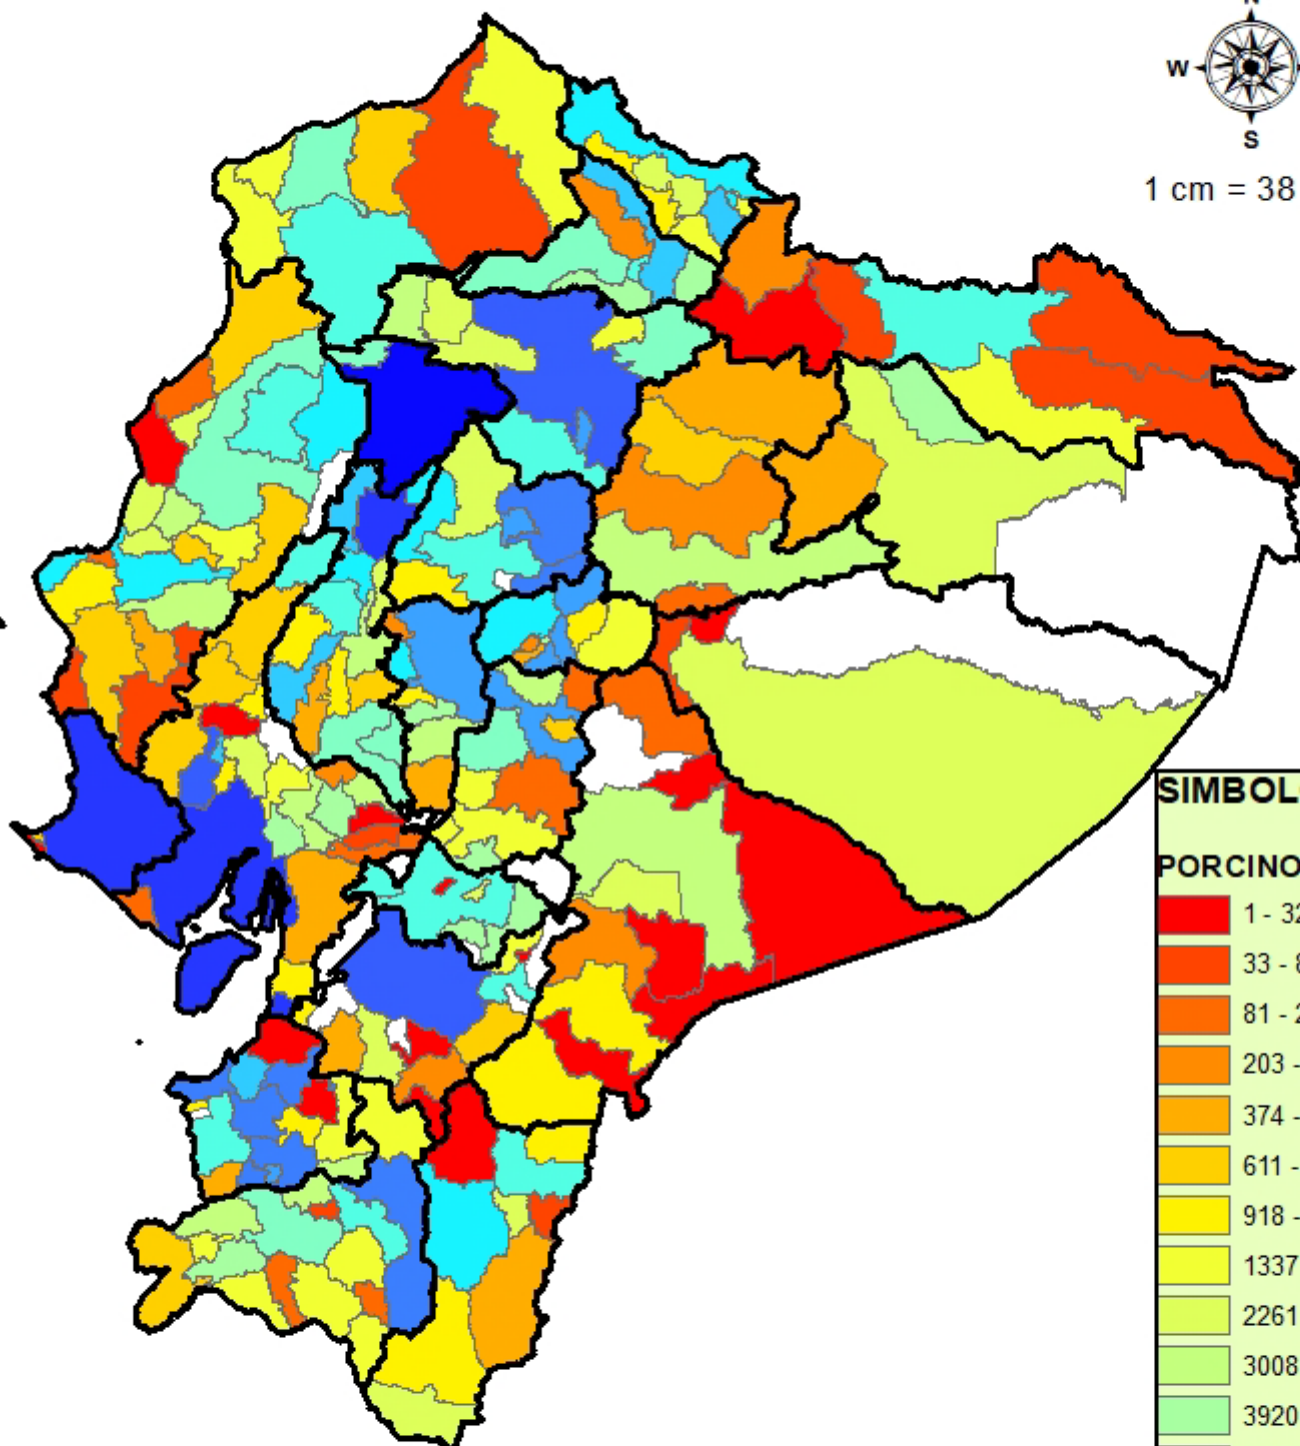 N
W
S
1 cm = 38
SIMBOL
PORCINO
1 - 32
33 - 8
81 - 2
203 -
374 -
611 -
918 -
1337
2261
3008
3920